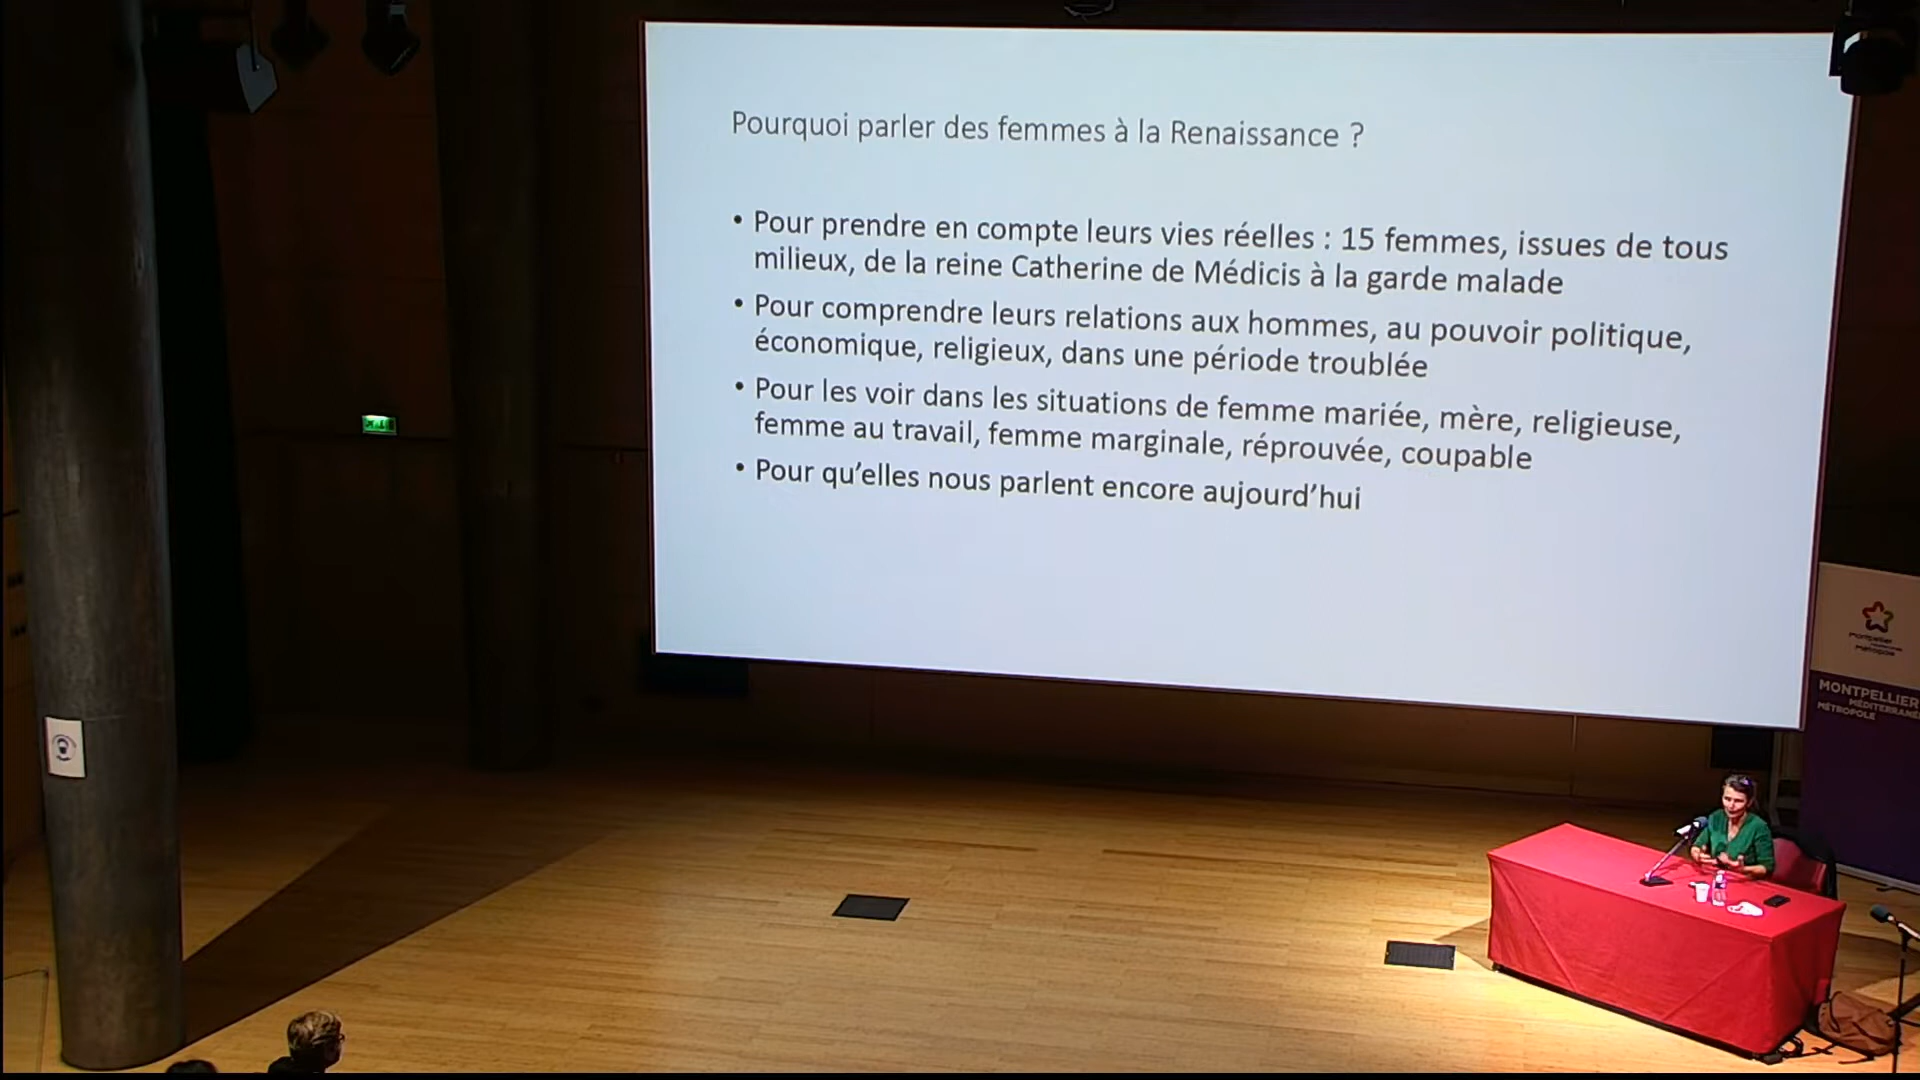 Pourquoi parler des femmes à la Renaissance ?
• Pour prendre en compte leurs vies réelles : 15 femmes, issues de tous
milieux, de la reine Catherine de Médicis à la garde malade
• Pour comprendre leurs relations aux hommes, au pouvoir politique,
économique, religieux, dans une période troublée
• Pour les voir dans les situations de femme mariée, mère, religieuse,
femme au travail, femme marginale, réprouvée, coupable
• Pour qu’elles nous parlent encore aujourd’hui
Montpellier
Métropole
MONTPELLIER
MÉDITERRANÉ
MÉTROPOLE